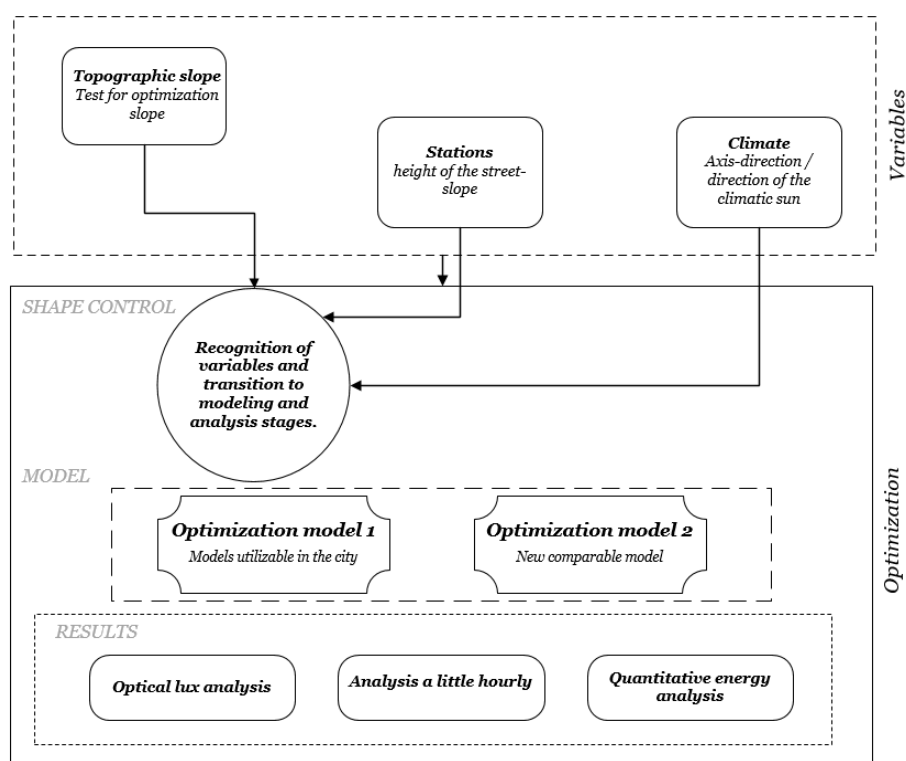 Topographic slope
Test for optimization
slope
Stations
height of the street-
slope
Climate
Axis-direction /
direction of the
climatic sun
Variables
SHAPE CONTROL
Recognition of
variables and
transition to
modeling and
analysis stages.
MODEL
Optimization model 1
Models utilizable in the city
Optimization model 2
New comparable model
Optimization
RESULTS
Optical lux analysis
Analysis a little hourly
Quantitative energy
analysis